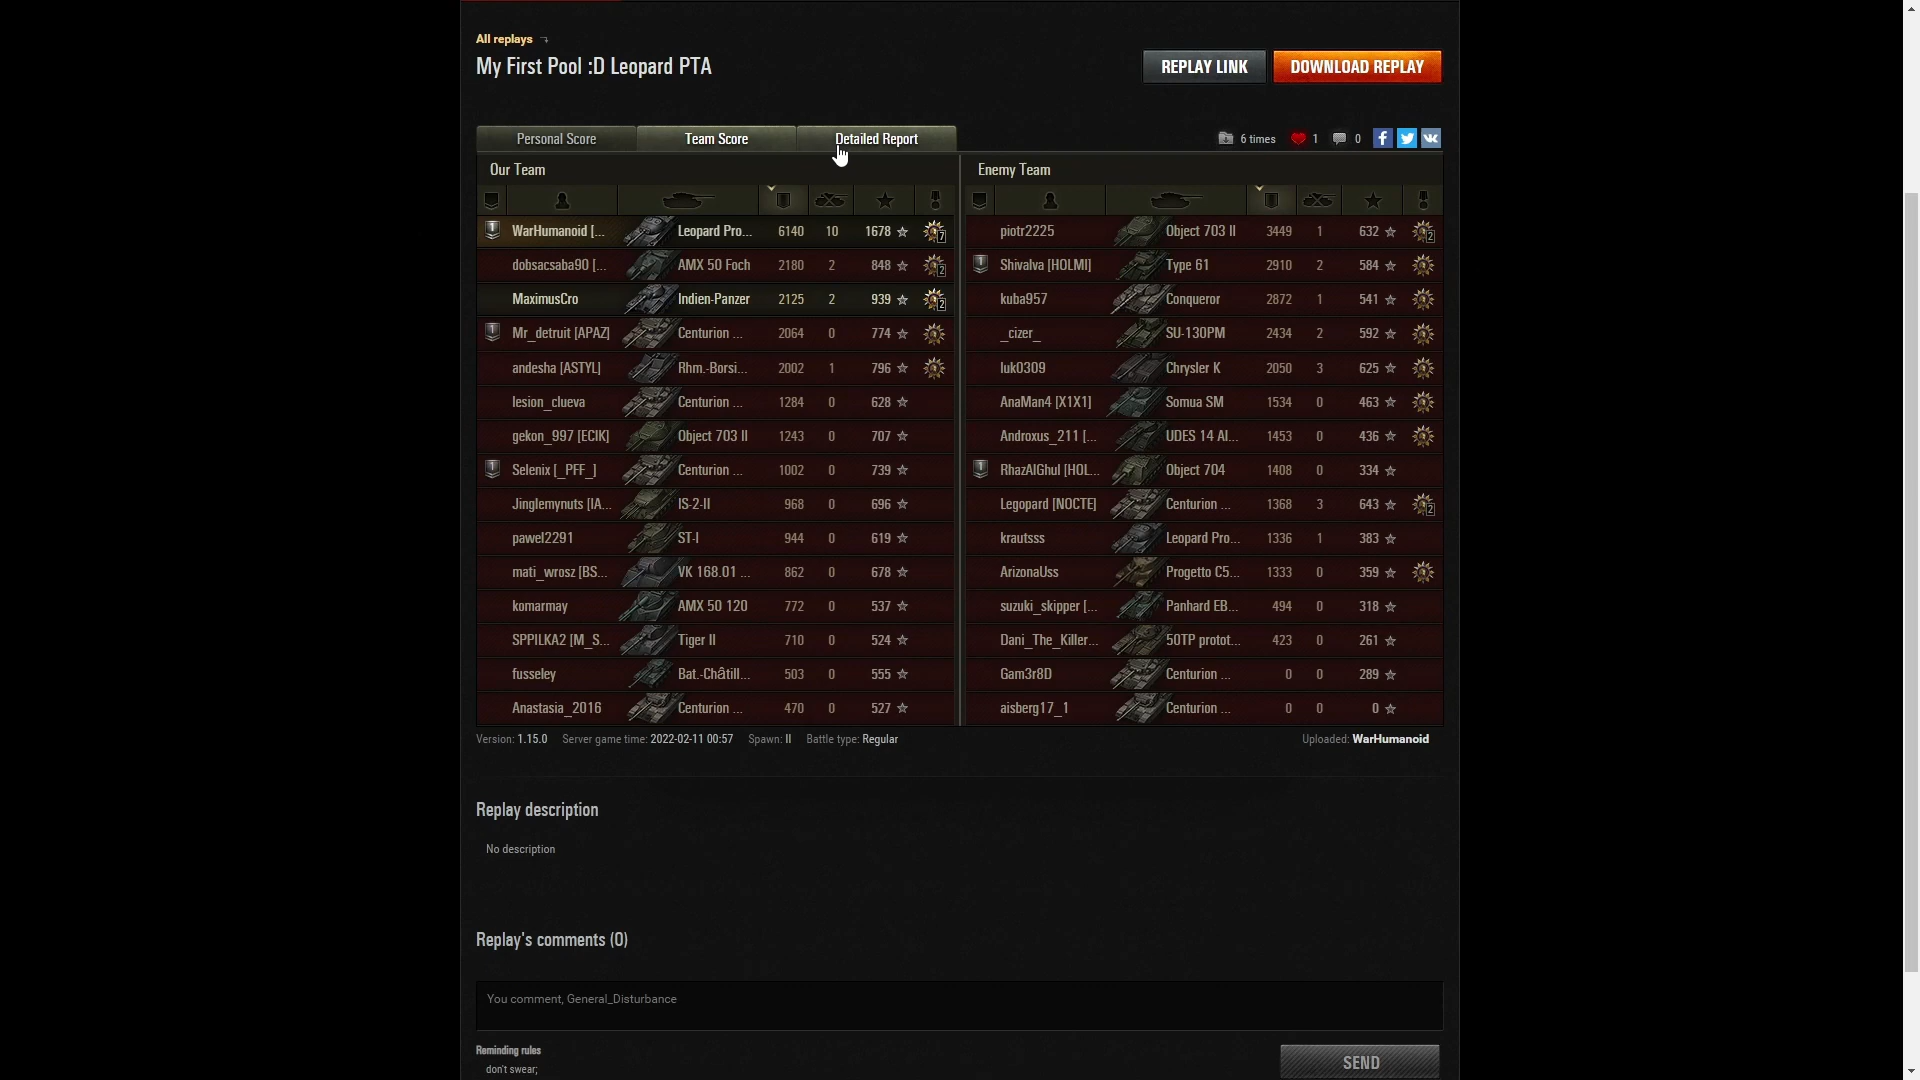 All replays
My First Pool :D Leopard PTA
REPLAY LINK
DOWNLOAD REPLAY
Personal Score
Team Score
Detailed Report
6 times
1
0
Our Team
Enemy Team
WarHumanoid [... Leopard Pro... 6140 10 1678 7
dobsacsaba90 [... AMX 50 Foch 2180 2 848 2
MaximusCro Indien-Panzer 2125 2 939 2
Mr_detruit [APAZ] Centurion ... 2064 0 774
andesha [ASTYL] Rhm.-Borsi... 2002 1 796
lesion_clueva Centurion ... 1284 0 628
gekon_997 [ECIK] Object 703 II 1243 0 707
Selenix [_PFF_] Centurion ... 1002 0 739
Jinglemynuts [IA... IS-2-II 968 0 696
pawel2291 ST-I 944 0 619
mati_wrosz [BS... VK 168.01 ... 862 0 678
komarmay AMX 50 120 772 0 537
SPPILKA2 [M_S... Tiger II 710 0 524
fusseley Bat.-Châtill... 503 0 555
Anastasia_2016 Centurion ... 470 0 527
piotr2225 Object 703 II 3449 1 632 2
Shivalva [HOLMI] Type 61 2910 2 584
kuba957 Conqueror 2872 1 541
_cizer_ SU-130PM 2434 2 592
luk0309 Chrysler K 2050 3 625
AnaMan4 [X1X1] Somua SM 1534 0 463
Androxus_211 [... UDES 14 Al... 1453 0 436
RhazAlGhul [HOL... Object 704 1408 0 334
Legopard [NOCTE] Centurion ... 1368 3 643 2
krautsss Leopard Pro... 1336 1 383
ArizonaUss Progetto C5... 1333 0 359
suzuki_skipper [... Panhard EB... 494 0 318
Dani_The_Killer... 50TP protot... 423 0 261
Gam3r8D Centurion ... 0 0 289
aisberg17_1 Centurion ... 0 0 0
Version: 1.15.0 Server game time: 2022-02-11 00:57 Spawn: II Battle type: Regular
Uploaded: WarHumanoid
Replay description
No description
Replay's comments (0)
You comment, General_Disturbance
Reminding rules
don't swear;
SEND